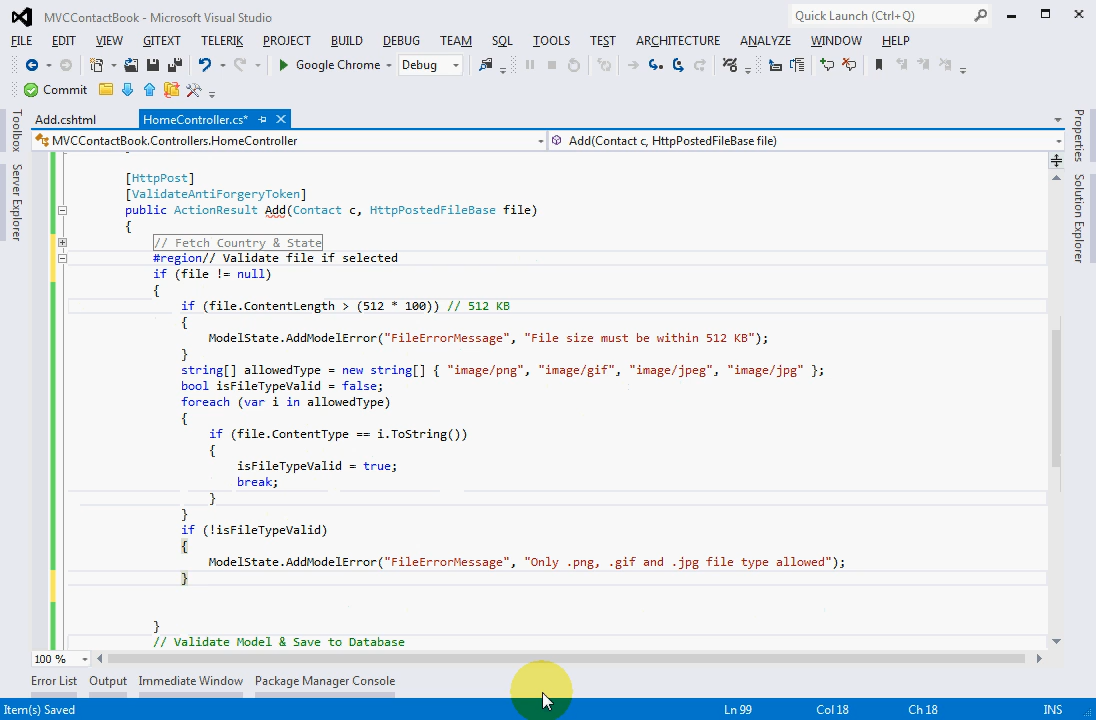 MVCContactBook - Microsoft Visual Studio
Quick Launch (Ctrl+Q)
FILE EDIT VIEW GITEXT TELERIK PROJECT BUILD DEBUG TEAM SQL TOOLS TEST ARCHITECTURE ANALYZE WINDOW HELP
Google Chrome Debug
Commit
Add.cshtml HomeController.cs*
MVCContactBook.Controllers.HomeController Add(Contact c, HttpPostedFileBase file)
Toolbox
Server Explorer
Properties
Solution Explorer
[HttpPost]
[ValidateAntiForgeryToken]
public ActionResult Add(Contact c, HttpPostedFileBase file)
{
// Fetch Country & State
#region// Validate file if selected
if (file != null)
{
if (file.ContentLength > (512 * 100)) // 512 KB
{
ModelState.AddModelError("FileErrorMessage", "File size must be within 512 KB");
}
string[] allowedType = new string[] { "image/png", "image/gif", "image/jpeg", "image/jpg" };
bool isFileTypeValid = false;
foreach (var i in allowedType)
{
if (file.ContentType == i.ToString())
{
isFileTypeValid = true;
break;
}
}
if (!isFileTypeValid)
{
ModelState.AddModelError("FileErrorMessage", "Only .png, .gif and .jpg file type allowed");
}
}
// Validate Model & Save to Database
100 %
Error List Output Immediate Window Package Manager Console
Item(s) Saved Ln 99 Col 18 Ch 18 INS